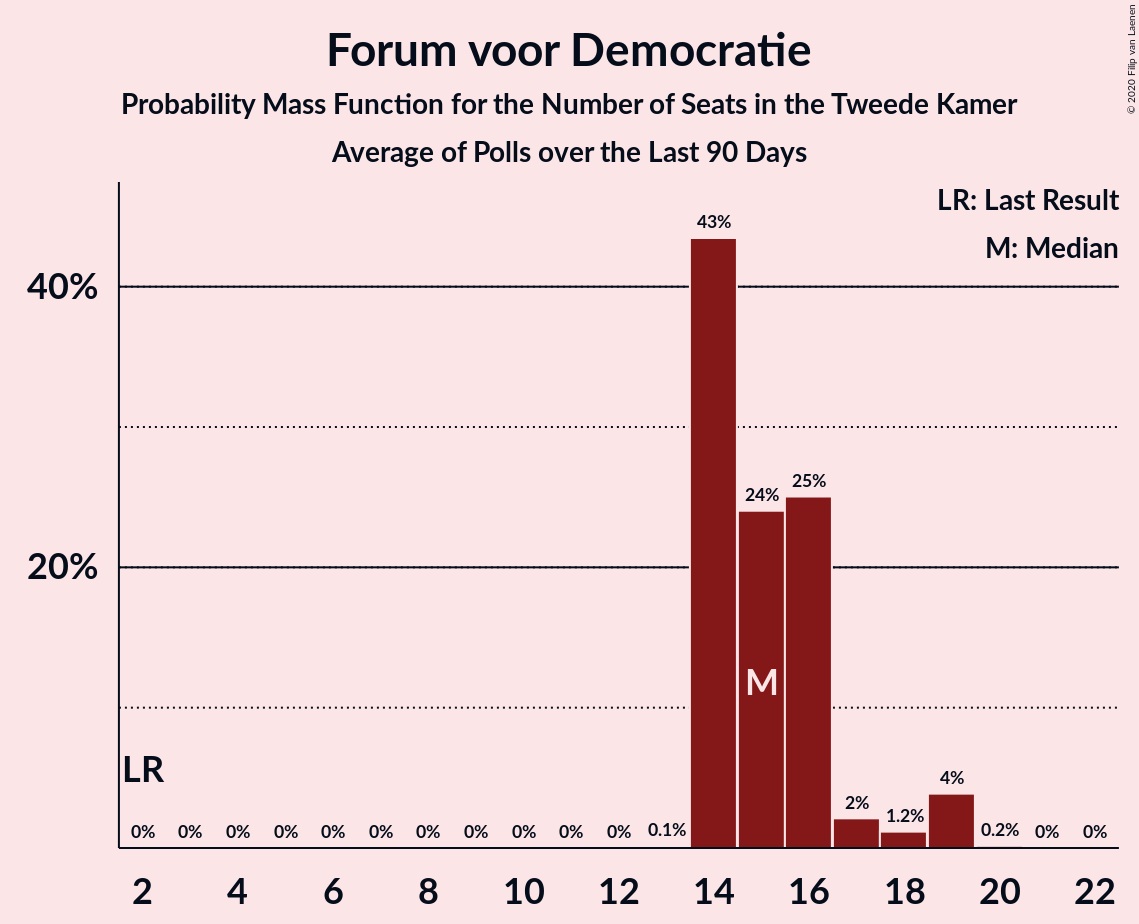 Forum voor Democratie
Probability Mass Function for the Number of Seats in the Tweede Kamer
Average of Polls over the Last 90 Days
© 2020 Filip van Laenen
LR: Last Result
M: Median
40%
20%
43%
24%
25%
M
LR
0% 0% 0% 0% 0% 0% 0% 0% 0% 0% 0% 0.1% 2% 1.2% 4% 0.2% 0% 0%
2 4 6 8 10 12 14 16 18 20 22